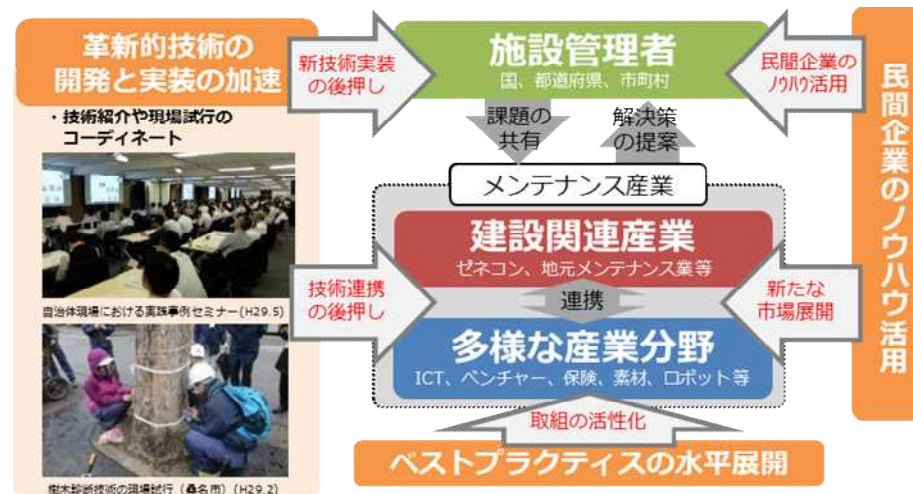 革新的技術の
開発と実装の加速
・技術紹介や現場試行の
コーディネート
自治体現場における実践事例セミナー(H29.5)
樹木診断技術の現場試行（桑名市）(H29.2)
新技術実装
の後押し
施設管理者
国、都道府県、市町村
民間企業の
ノウハウ活用
課題の
共有
解決策
の提案
メンテナンス産業
建設関連産業
ゼネコン、地元メンテナンス業等
技術連携
の後押し
連携
新たな
市場展開
多様な産業分野
ICT、ベンチャー、保険、素材、ロボット等
取組の活性化
ベストプラクティスの水平展開
民間企業のノウハウ活用